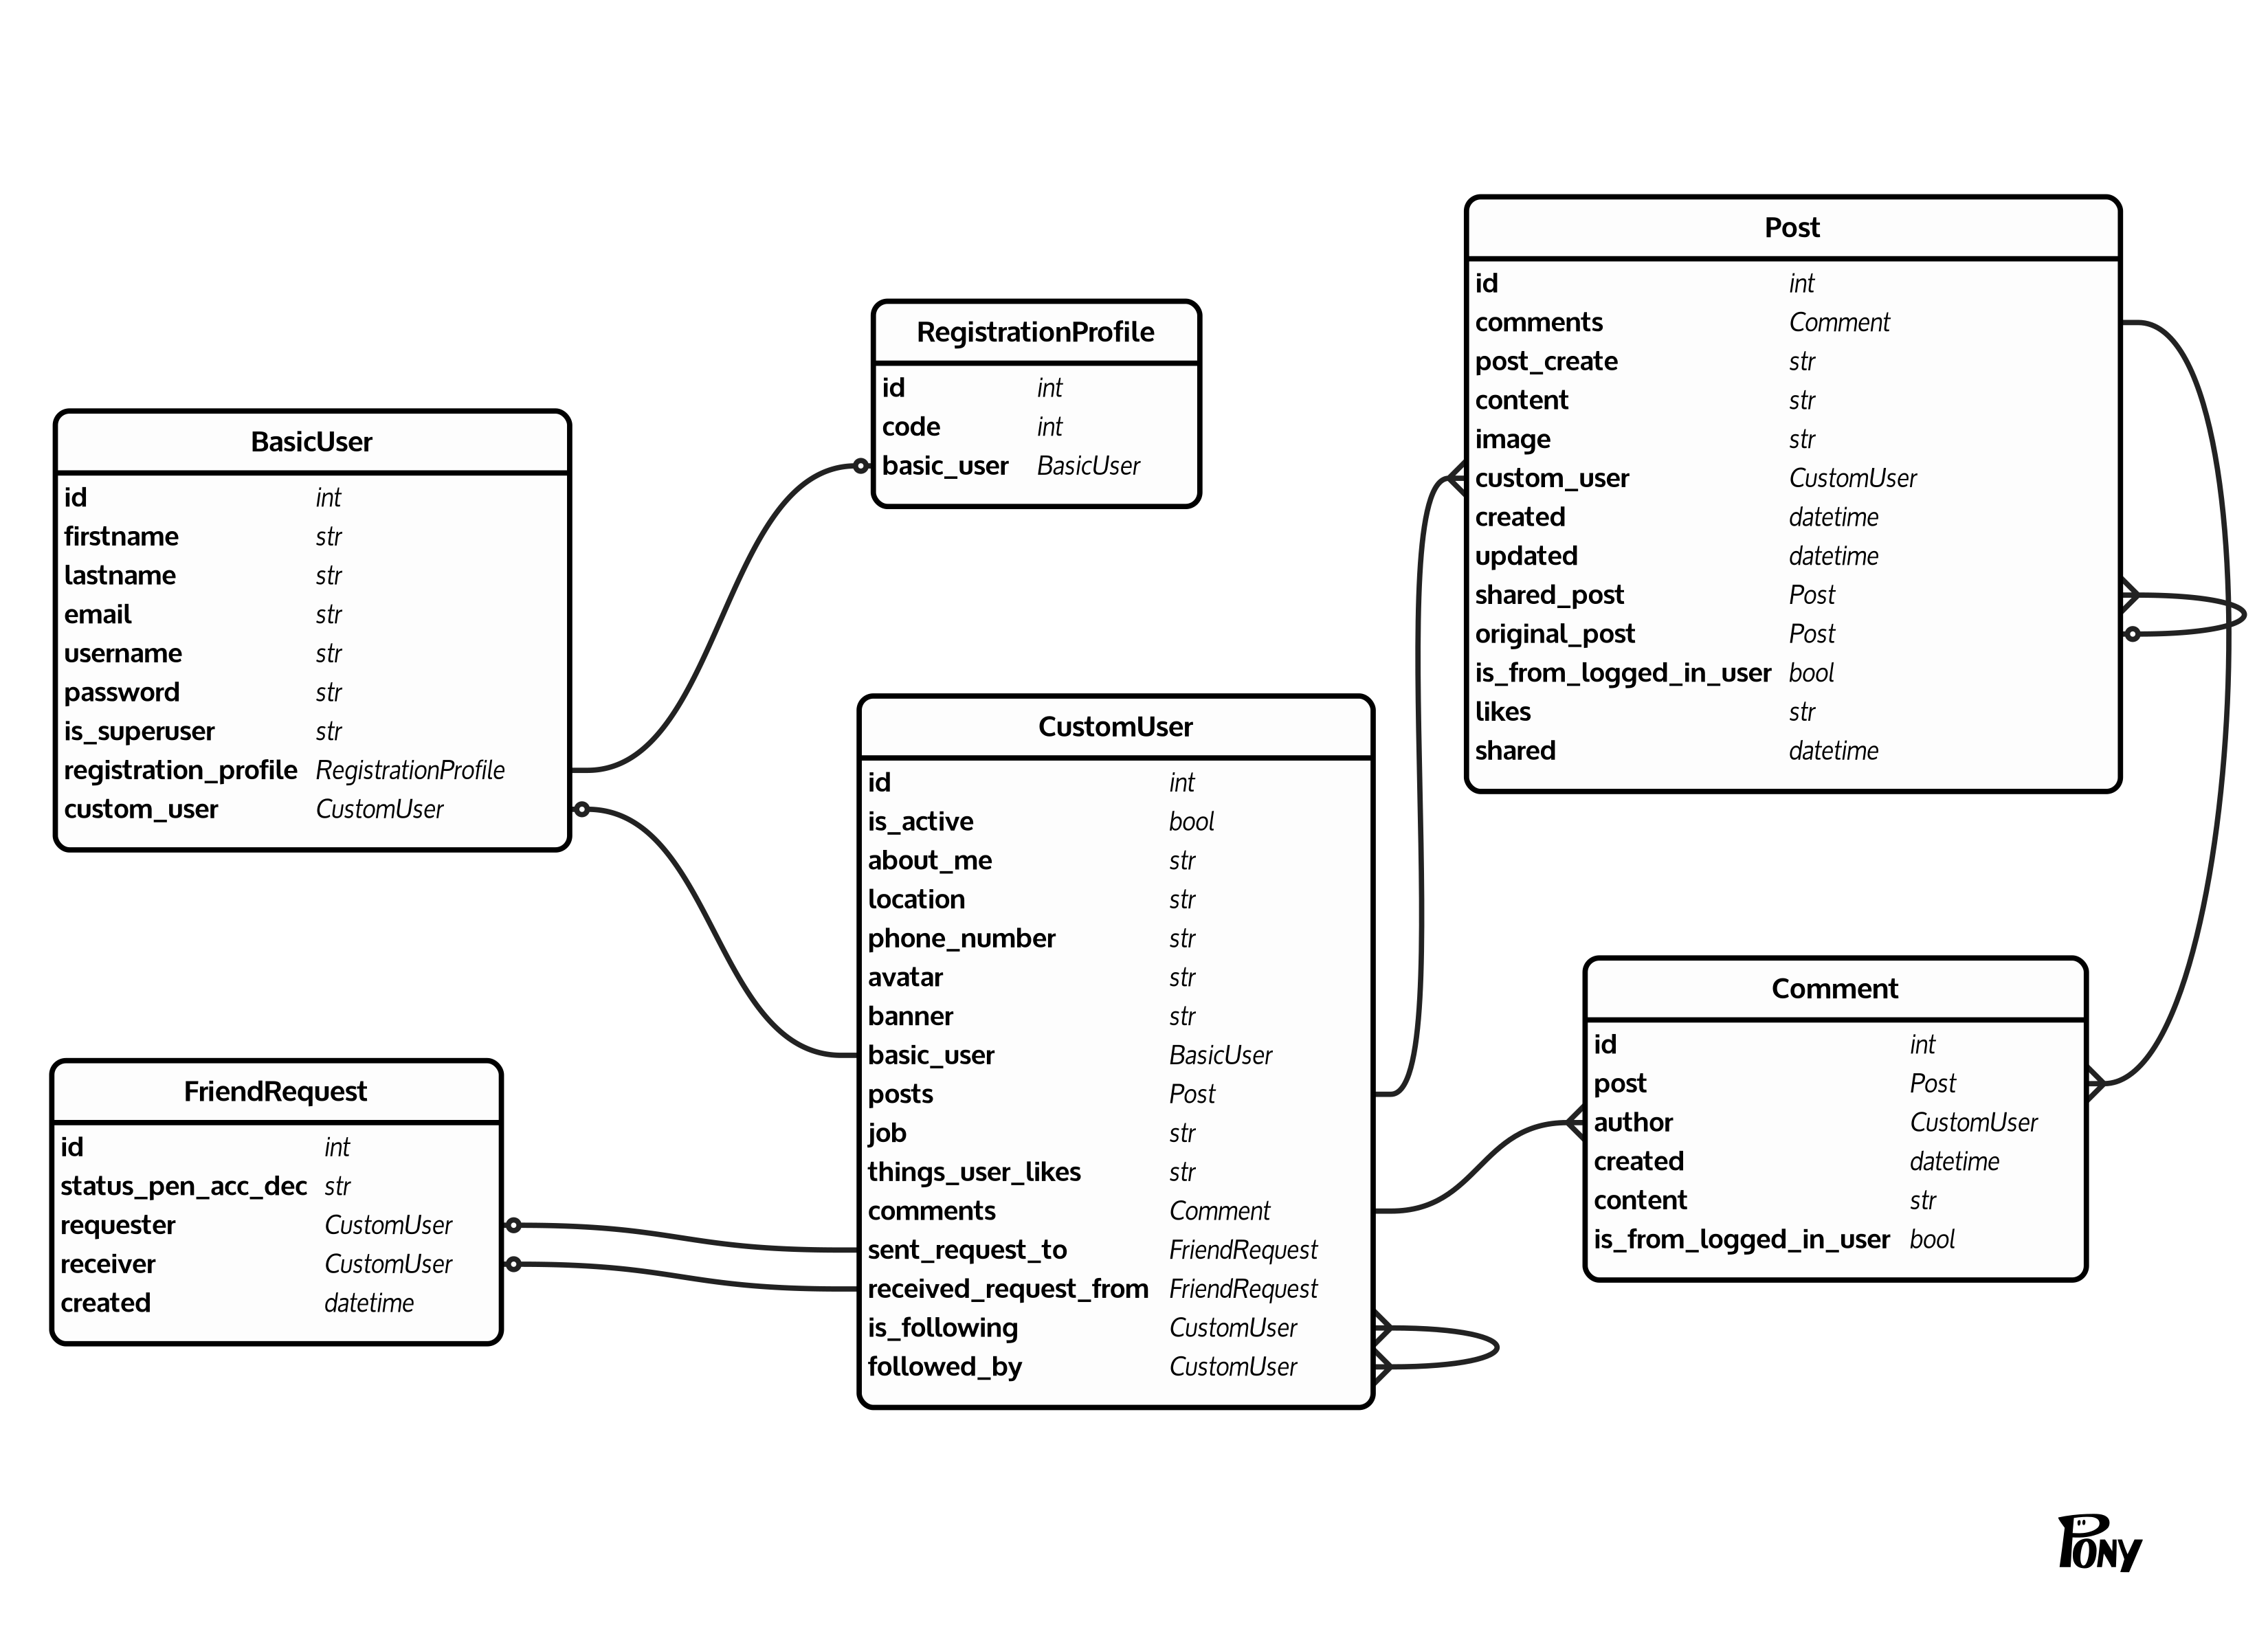 Post
id int
comments Comment
post_create str
content str
image str
custom_user CustomUser
created datetime
updated datetime
shared_post Post
original_post Post
is_from_logged_in_user bool
likes str
shared datetime
RegistrationProfile
id int
code int
basic_user BasicUser
BasicUser
id int
firstname str
lastname str
email str
username str
password str
is_superuser str
registration_profile RegistrationProfile
custom_user CustomUser
CustomUser
id int
is_active bool
about_me str
location str
phone_number str
avatar str
banner str
basic_user BasicUser
posts Post
job str
things_user_likes str
comments Comment
sent_request_to FriendRequest
received_request_from FriendRequest
is_following CustomUser
followed_by CustomUser
Comment
id int
post Post
author CustomUser
created datetime
content str
is_from_logged_in_user bool
FriendRequest
id int
status_pen_acc_dec str
requester CustomUser
receiver CustomUser
created datetime
PONY